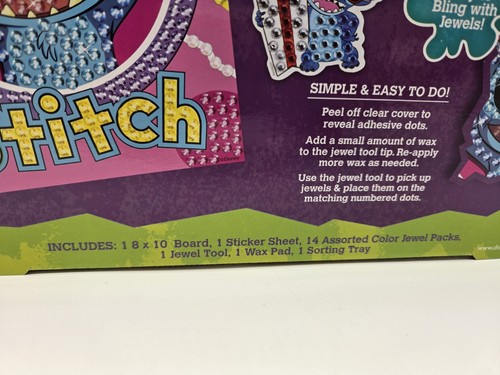 Bling with
Jewels!
SIMPLE & EASY TO DO!
Peel off clear cover to
reveal adhesive dots.
Add a small amount of wax
to the jewel tool tip. Re-apply
more wax as needed.
Use the jewel tool to pick up
jewels & place them on the
matching numbered dots.
Stitch
INCLUDES: 1 8 x 10 Board, 1 Sticker Sheet, 14 Assorted Color Jewel Packs,
1 Jewel Tool, 1 Wax Pad, 1 Sorting Tray